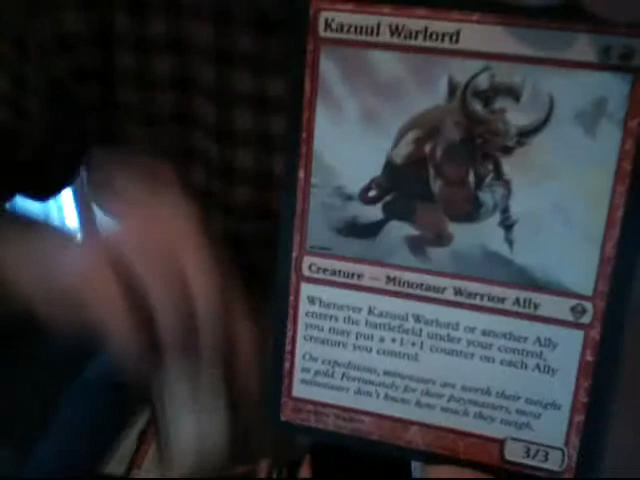 Kazuul Warlord
Creature — Minotaur Warrior Ally
Whenever Kazuul Warlord or another Ally
enters the battlefield under your control,
you may put a +1/+1 counter on each Ally
creature you control.
On expeditions, minotaurs are worth their weight
in gold. Fortunately for their paymasters, most
minotaurs don't know how much they weigh.
3/3